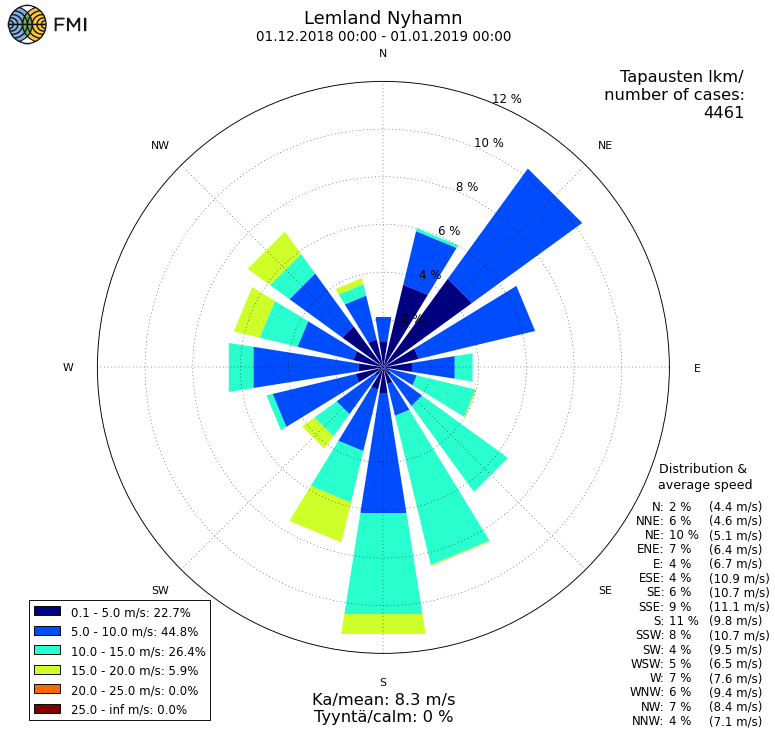 FMI
Lemland Nyhamn
01.12.2018 00:00 - 01.01.2019 00:00
N
Tapausten lkm/
number of cases:
4461
12 %
10 %
8 %
6 %
4 %
NW
NE
W
E
SW
SE
S
Distribution &
average speed
N: 2 % (4.4 m/s)
NNE: 6 % (4.6 m/s)
NE: 10 % (5.1 m/s)
ENE: 7 % (6.4 m/s)
E: 4 % (6.7 m/s)
ESE: 4 % (10.9 m/s)
SE: 6 % (10.7 m/s)
SSE: 9 % (11.1 m/s)
S: 11 % (9.8 m/s)
SSW: 8 % (10.7 m/s)
SW: 4 % (9.5 m/s)
WSW: 5 % (6.5 m/s)
W: 7 % (7.6 m/s)
WNW: 6 % (9.4 m/s)
NW: 7 % (8.4 m/s)
NNW: 4 % (7.1 m/s)
0.1 - 5.0 m/s: 22.7%
5.0 - 10.0 m/s: 44.8%
10.0 - 15.0 m/s: 26.4%
15.0 - 20.0 m/s: 5.9%
20.0 - 25.0 m/s: 0.0%
25.0 - inf m/s: 0.0%
Ka/mean: 8.3 m/s
Tyyntä/calm: 0 %